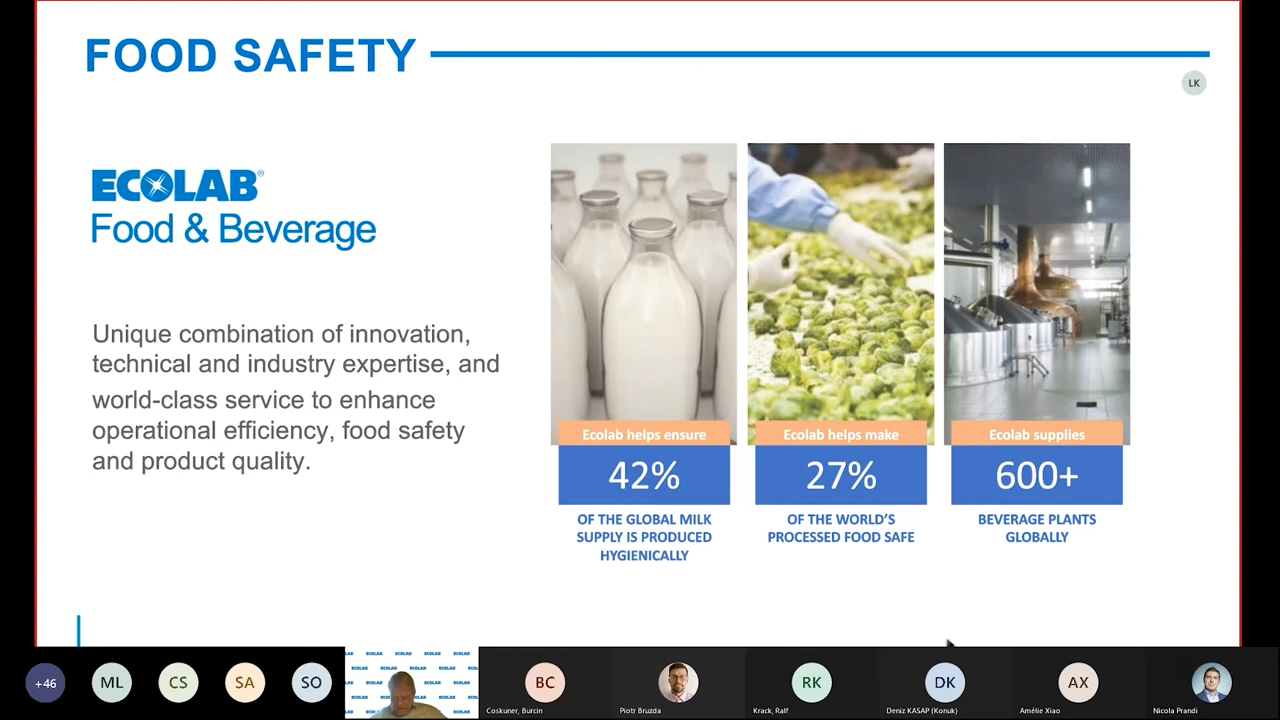 FOOD SAFETY
LK
ECOLAB®
Food & Beverage
Unique combination of innovation,
technical and industry expertise, and
world-class service to enhance
operational efficiency, food safety
and product quality.
Ecolab helps ensure
42%
OF THE GLOBAL MILK
SUPPLY IS PRODUCED
HYGIENICALLY
Ecolab helps make
27%
OF THE WORLD'S
PROCESSED FOOD SAFE
Ecolab supplies
600+
BEVERAGE PLANTS
GLOBALLY
+46
ML
CS
SA
SO
ECOLAB ECOLAB ECOLAB ECOLAB
BC
Coskuner, Burcin
Piotr Bruzda
RK
Krack, Ralf
DK
Deniz KASAP (Konuk)
AX
Amélie Xiao
Nicola Prandi